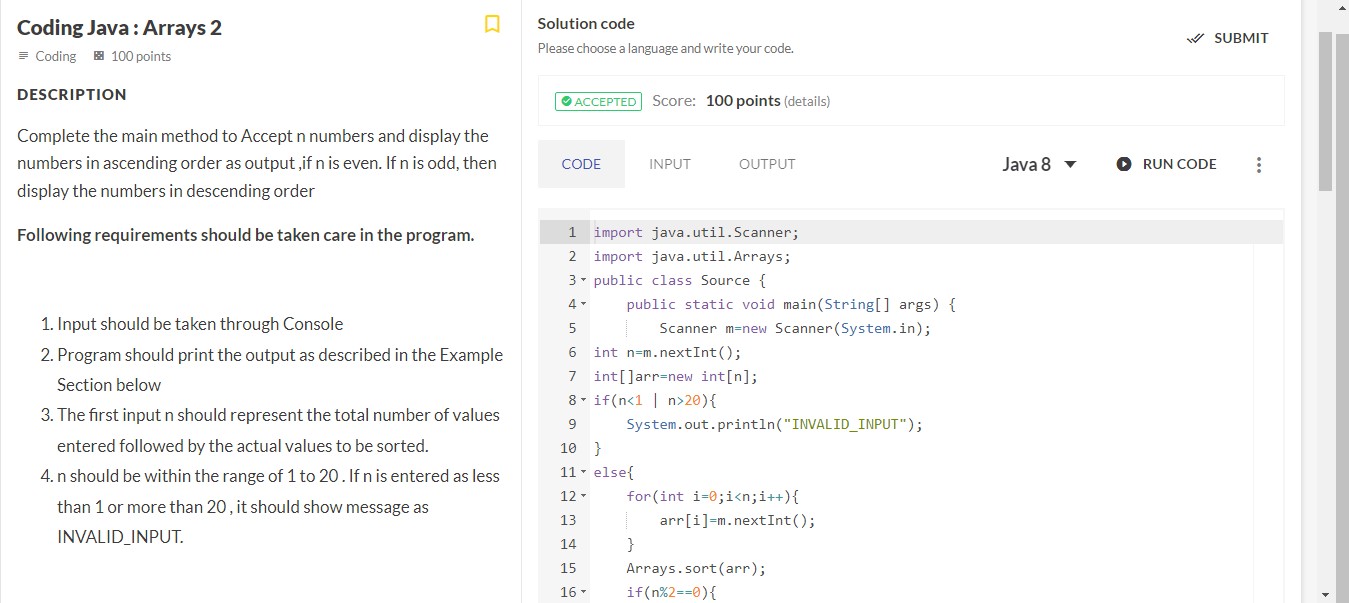 Coding Java : Arrays 2
Coding 100 points
DESCRIPTION
Complete the main method to Accept n numbers and display the
numbers in ascending order as output ,if n is even. If n is odd, then
display the numbers in descending order
Following requirements should be taken care in the program.
1. Input should be taken through Console
2. Program should print the output as described in the Example
Section below
3. The first input n should represent the total number of values
entered followed by the actual values to be sorted.
4. n should be within the range of 1 to 20 . If n is entered as less
than 1 or more than 20 , it should show message as
INVALID_INPUT.
Solution code
Please choose a language and write your code.
SUBMIT
ACCEPTED Score: 100 points (details)
CODE INPUT OUTPUT Java 8 RUN CODE
1 import java.util.Scanner;
2 import java.util.Arrays;
3 public class Source {
4 public static void main(String[] args) {
5 Scanner m=new Scanner(System.in);
6 int n=m.nextInt();
7 int[]arr=new int[n];
8 if(n<1 | n>20){
9 System.out.println("INVALID_INPUT");
10 }
11 else{
12 for(int i=0;i<n;i++){
13 arr[i]=m.nextInt();
14 }
15 Arrays.sort(arr);
16 if(n%2==0){